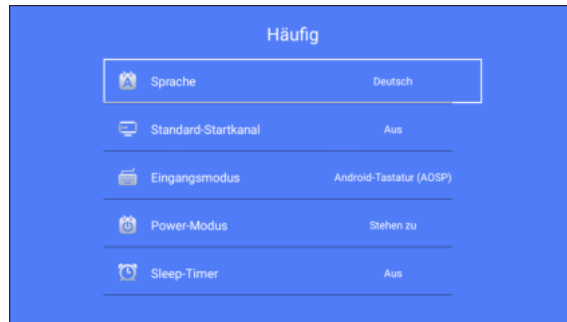 Häufig
Sprache Deutsch
Standard-Startkanal Aus
Eingangsmodus Android-Tastatur (AOSP)
Power-Modus Stehen zu
Sleep-Timer Aus